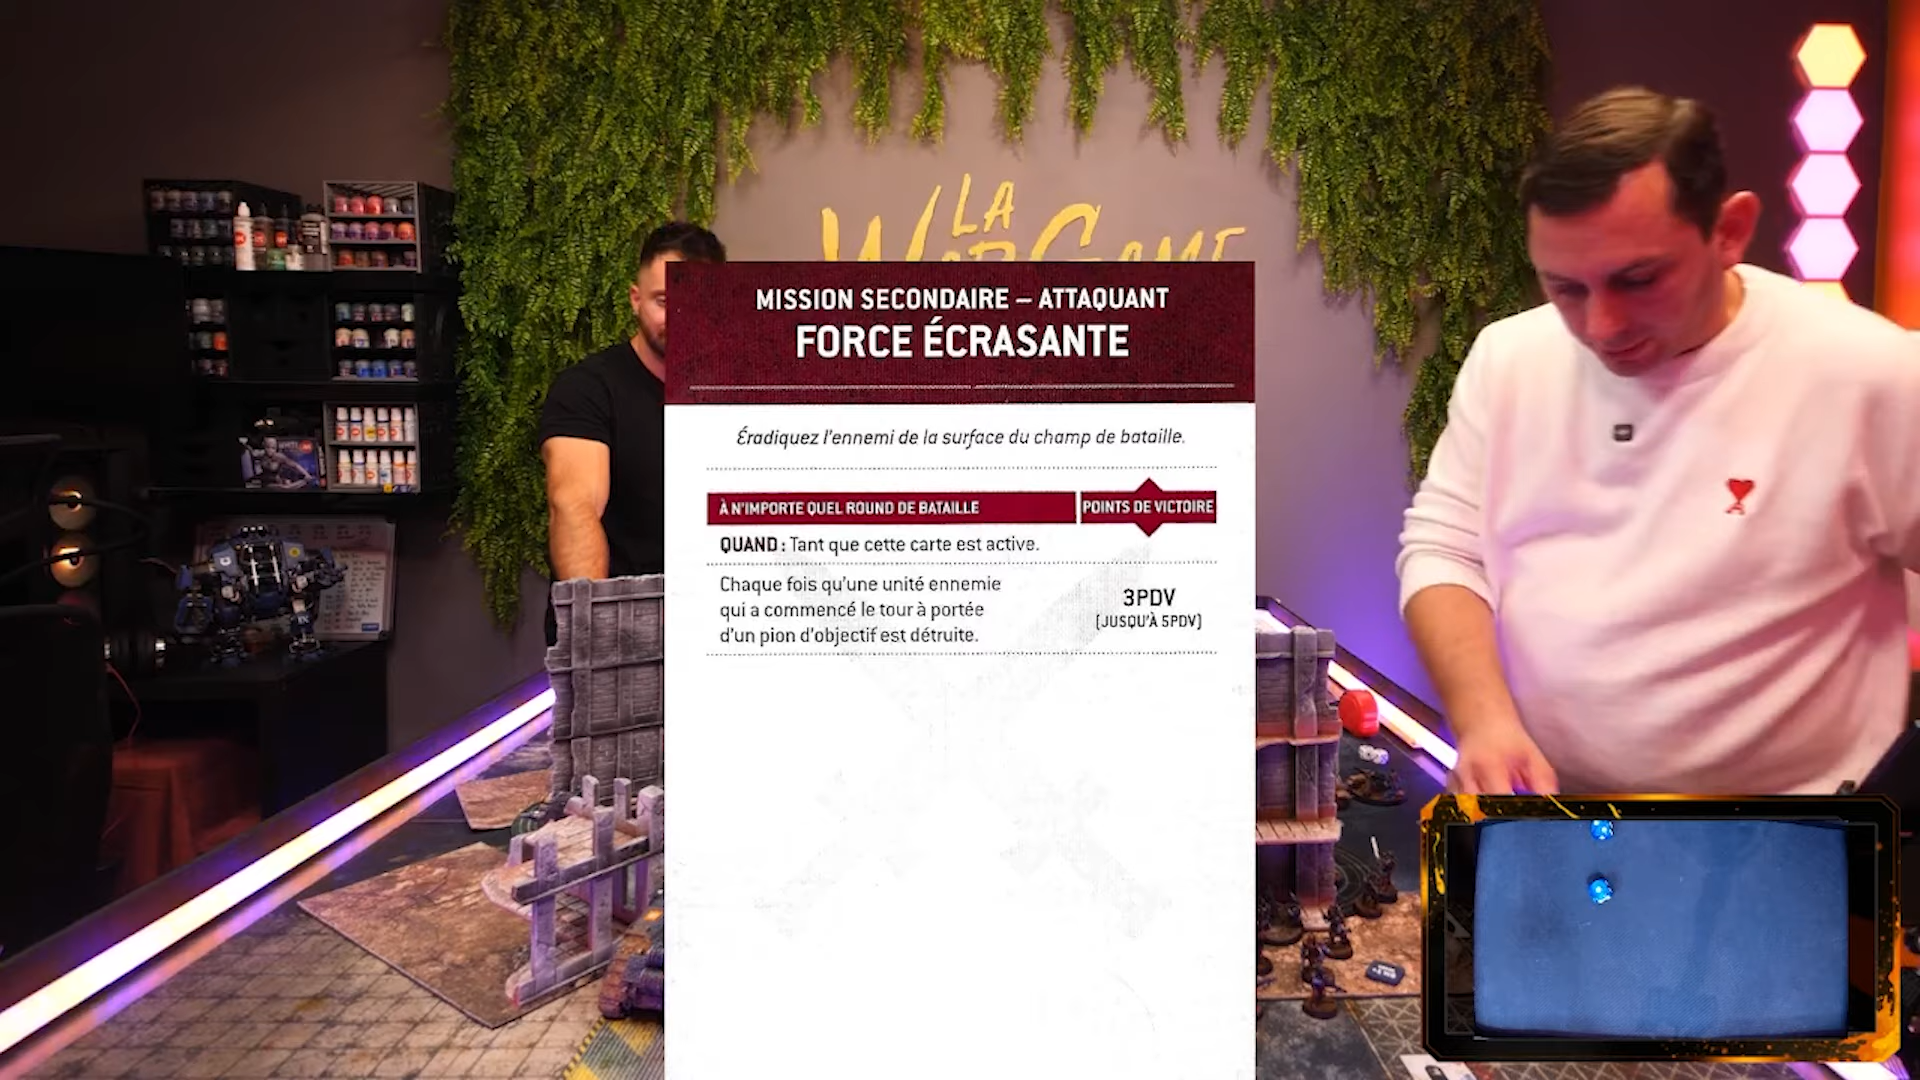 LA
WARGAME
MISSION SECONDAIRE – ATTAQUANT
FORCE ÉCRASANTE
Éradiquez l'ennemi de la surface du champ de bataille.
À N'IMPORTE QUEL ROUND DE BATAILLE
POINTS DE VICTOIRE
QUAND : Tant que cette carte est active.
Chaque fois qu'une unité ennemie
qui a commencé le tour à portée
d'un pion d'objectif est détruite.
3PDV
(JUSQU'À 5PDV)